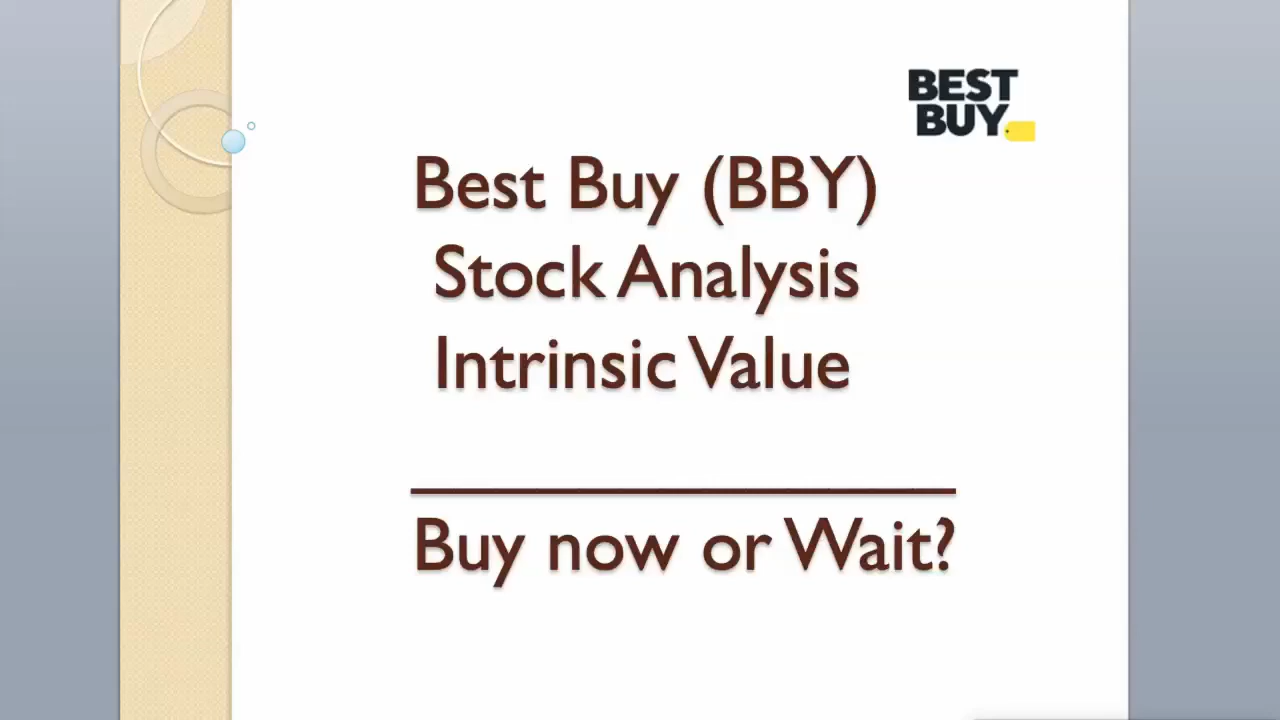 BEST
BUY
Best Buy (BBY)
Stock Analysis
Intrinsic Value
Buy now or Wait?